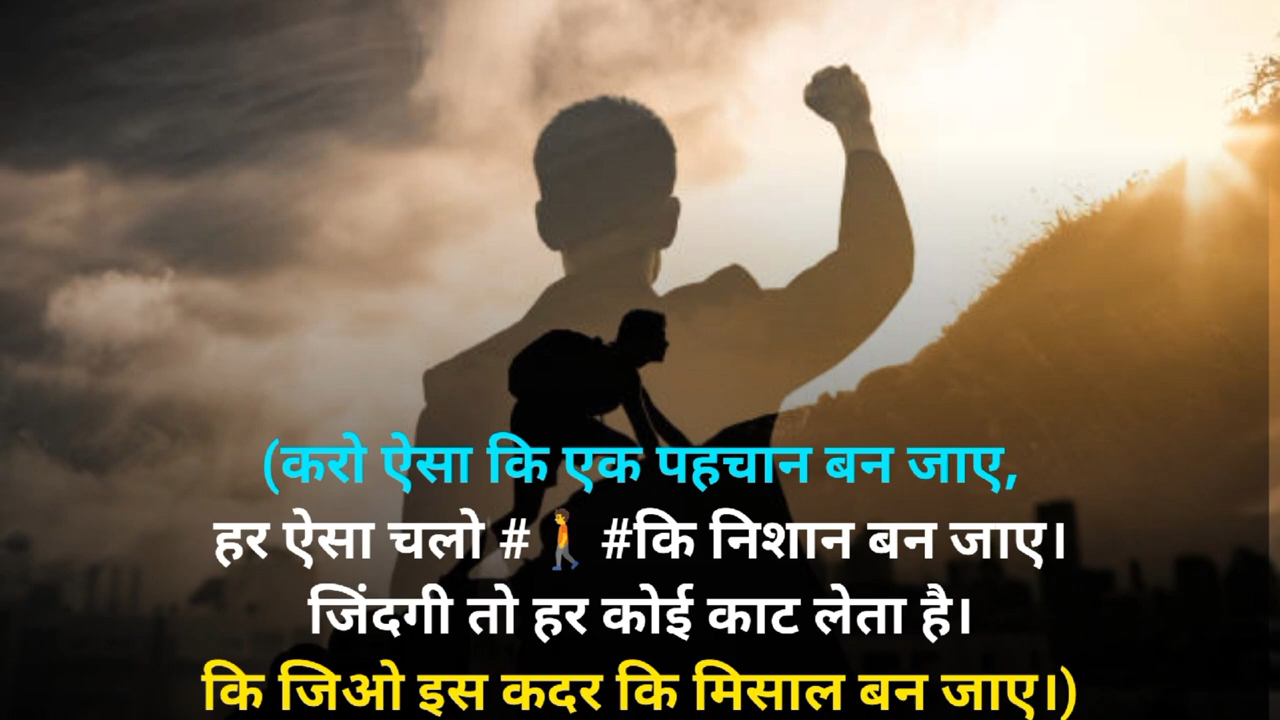 (करो ऐसा कि एक पहचान बन जाए,
हर ऐसा चलो #🚶 #कि निशान बन जाए।
जिंदगी तो हर कोई काट लेता है।
कि जिओ इस कदर कि मिसाल बन जाए।)